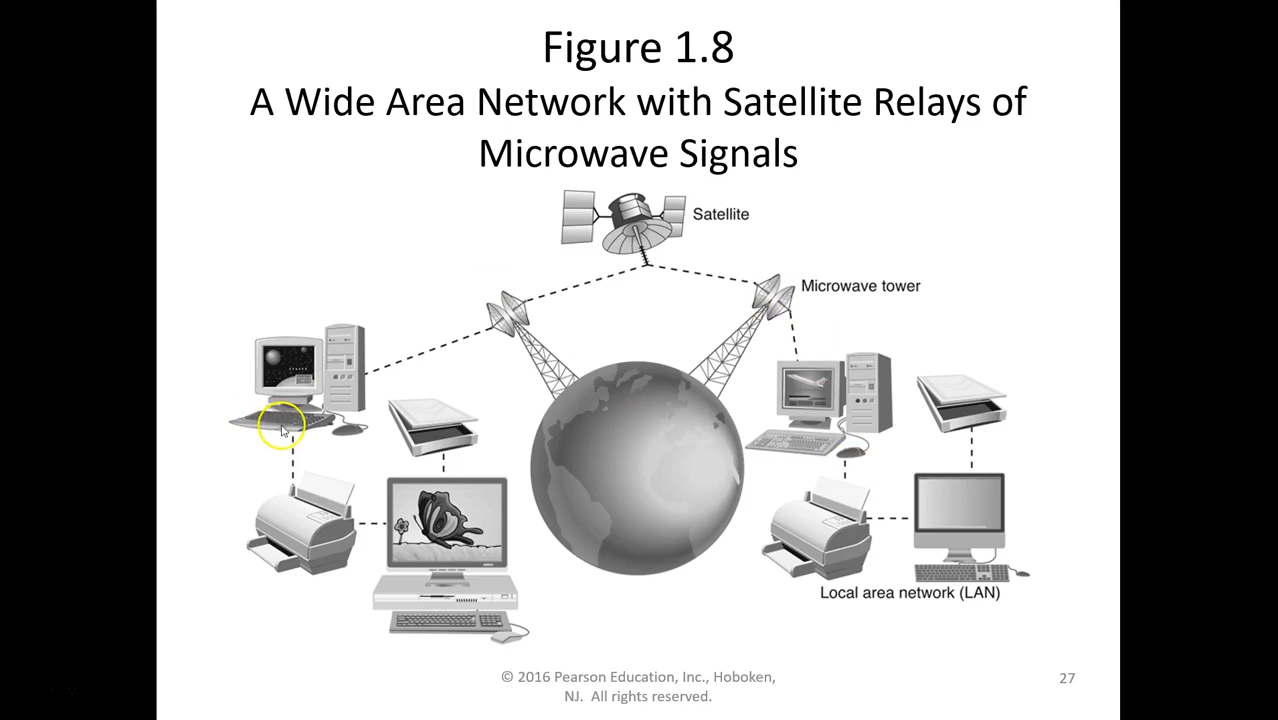 Figure 1.8
A Wide Area Network with Satellite Relays of
Microwave Signals
Satellite
Microwave tower
Local area network (LAN)
© 2016 Pearson Education, Inc., Hoboken,
NJ.  All rights reserved.
27